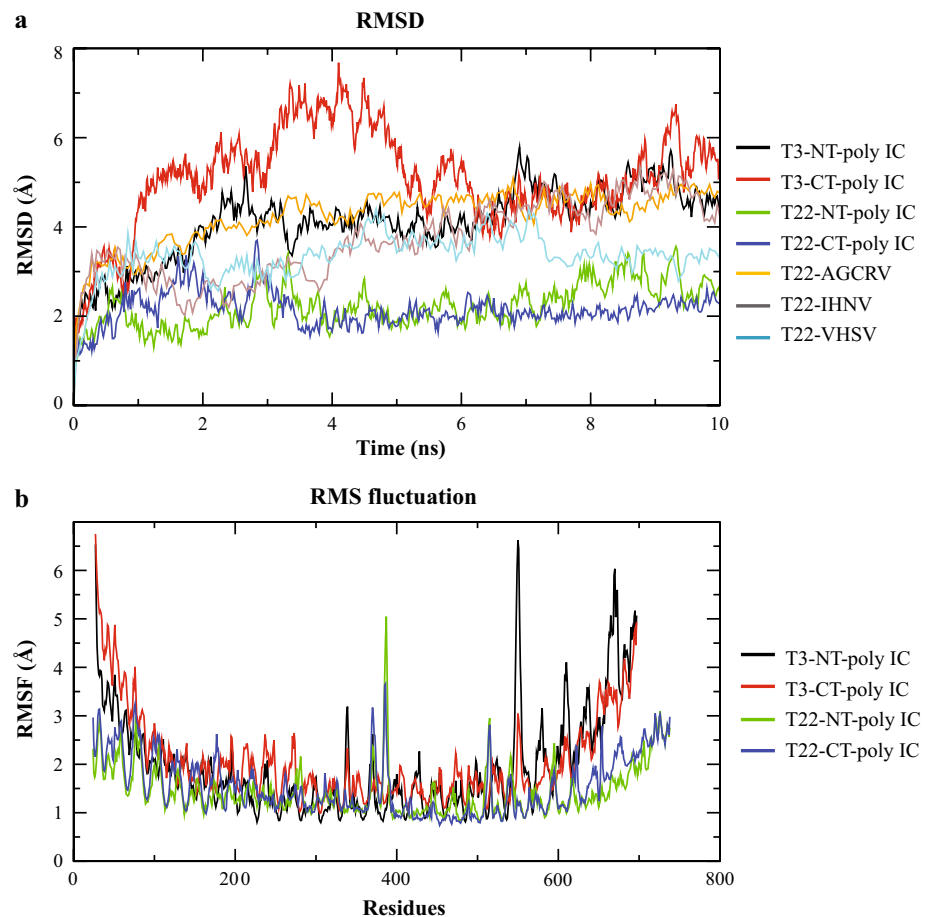 a
RMSD
RMSD (Å)
8
6
4
2
0
0 2 4 6 8 10
Time (ns)
T3-NT-poly IC
T3-CT-poly IC
T22-NT-poly IC
T22-CT-poly IC
T22-AGCRV
T22-IHNV
T22-VHSV
b
RMS fluctuation
RMSF (Å)
6
5
4
3
2
1
0
0 200 400 600 800
Residues
T3-NT-poly IC
T3-CT-poly IC
T22-NT-poly IC
T22-CT-poly IC